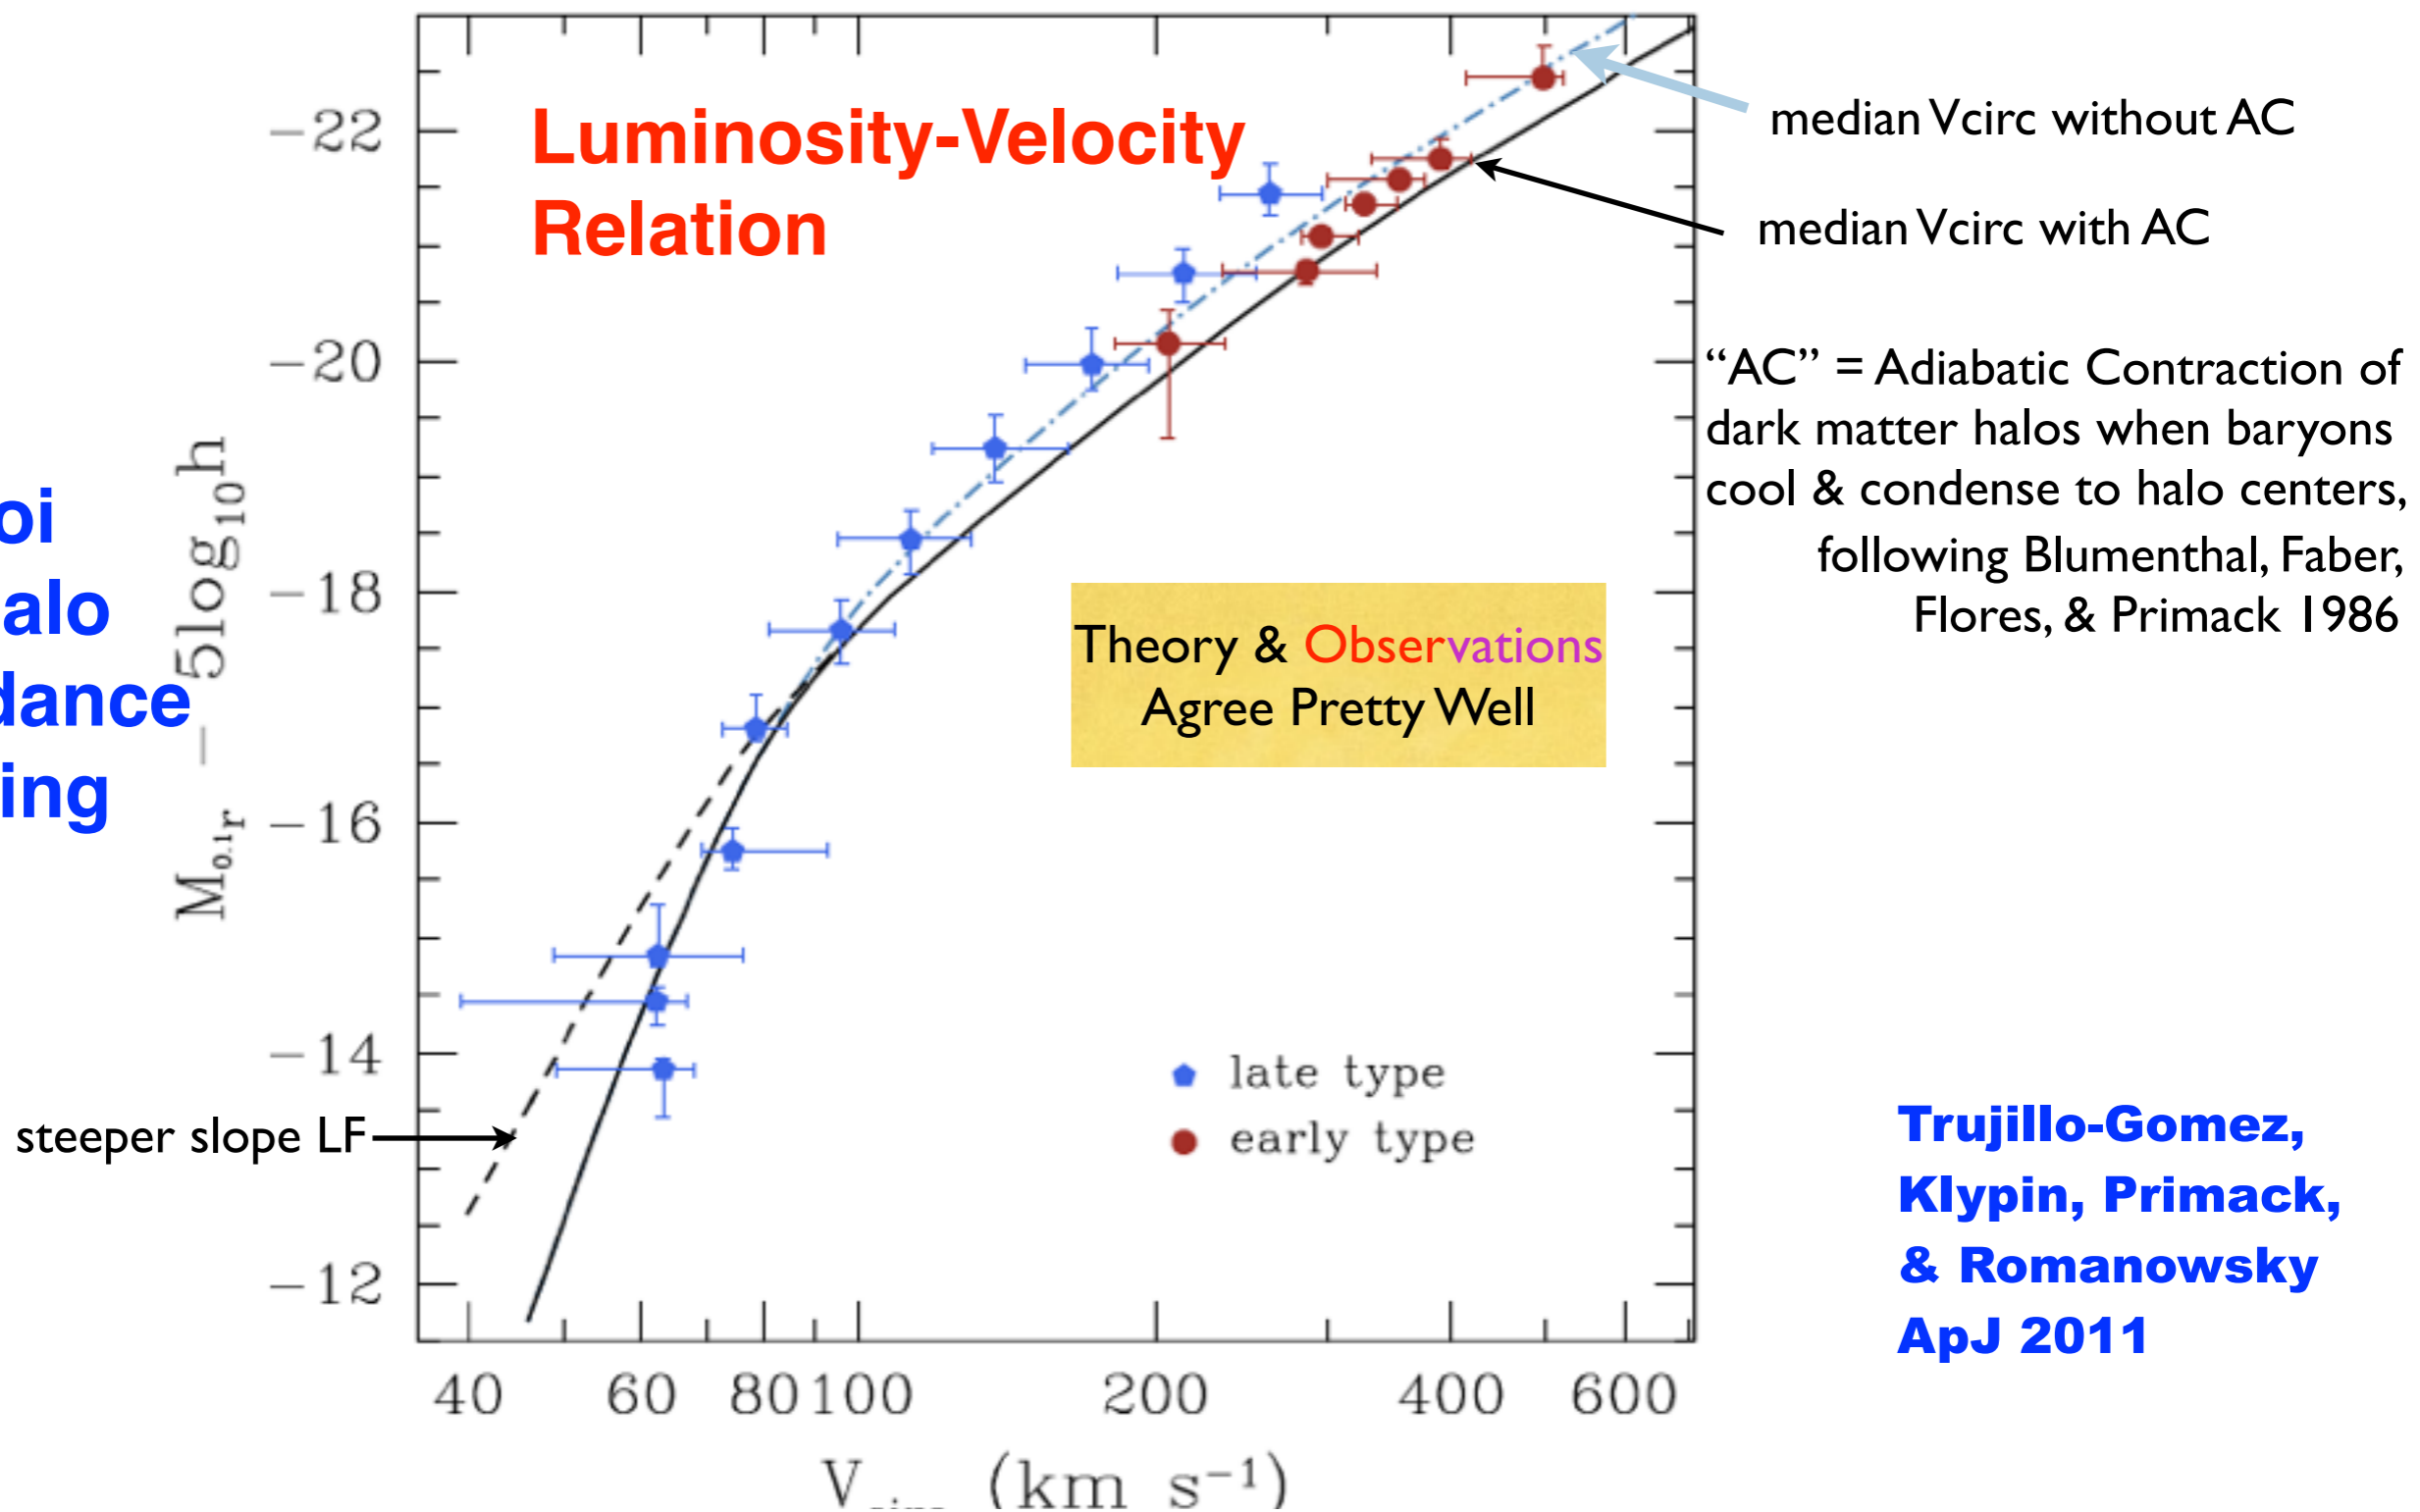 Luminosity-Velocity
Relation
median Vcirc without AC
median Vcirc with AC
“AC” = Adiabatic Contraction of
dark matter halos when baryons
cool & condense to halo centers,
following Blumenthal, Faber,
Flores, & Primack 1986
Theory & Observations
Agree Pretty Well
oi
alo
dance
ing
M0.1r - 5log10h
−22
−20
−18
−16
−14
−12
steeper slope LF
late type
early type
Trujillo-Gomez,
Klypin, Primack,
& Romanowsky
ApJ 2011
40 60 80 100 200 400 600
V (km s−1)